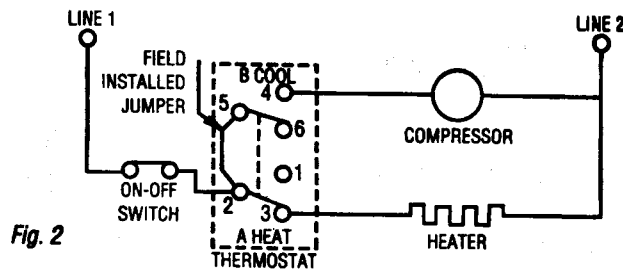 LINE 1
LINE 2
FIELD
INSTALLED
JUMPER
B COOL
4
5
6
COMPRESSOR
1
ON-OFF
SWITCH
2
3
A HEAT
THERMOSTAT
HEATER
Fig. 2